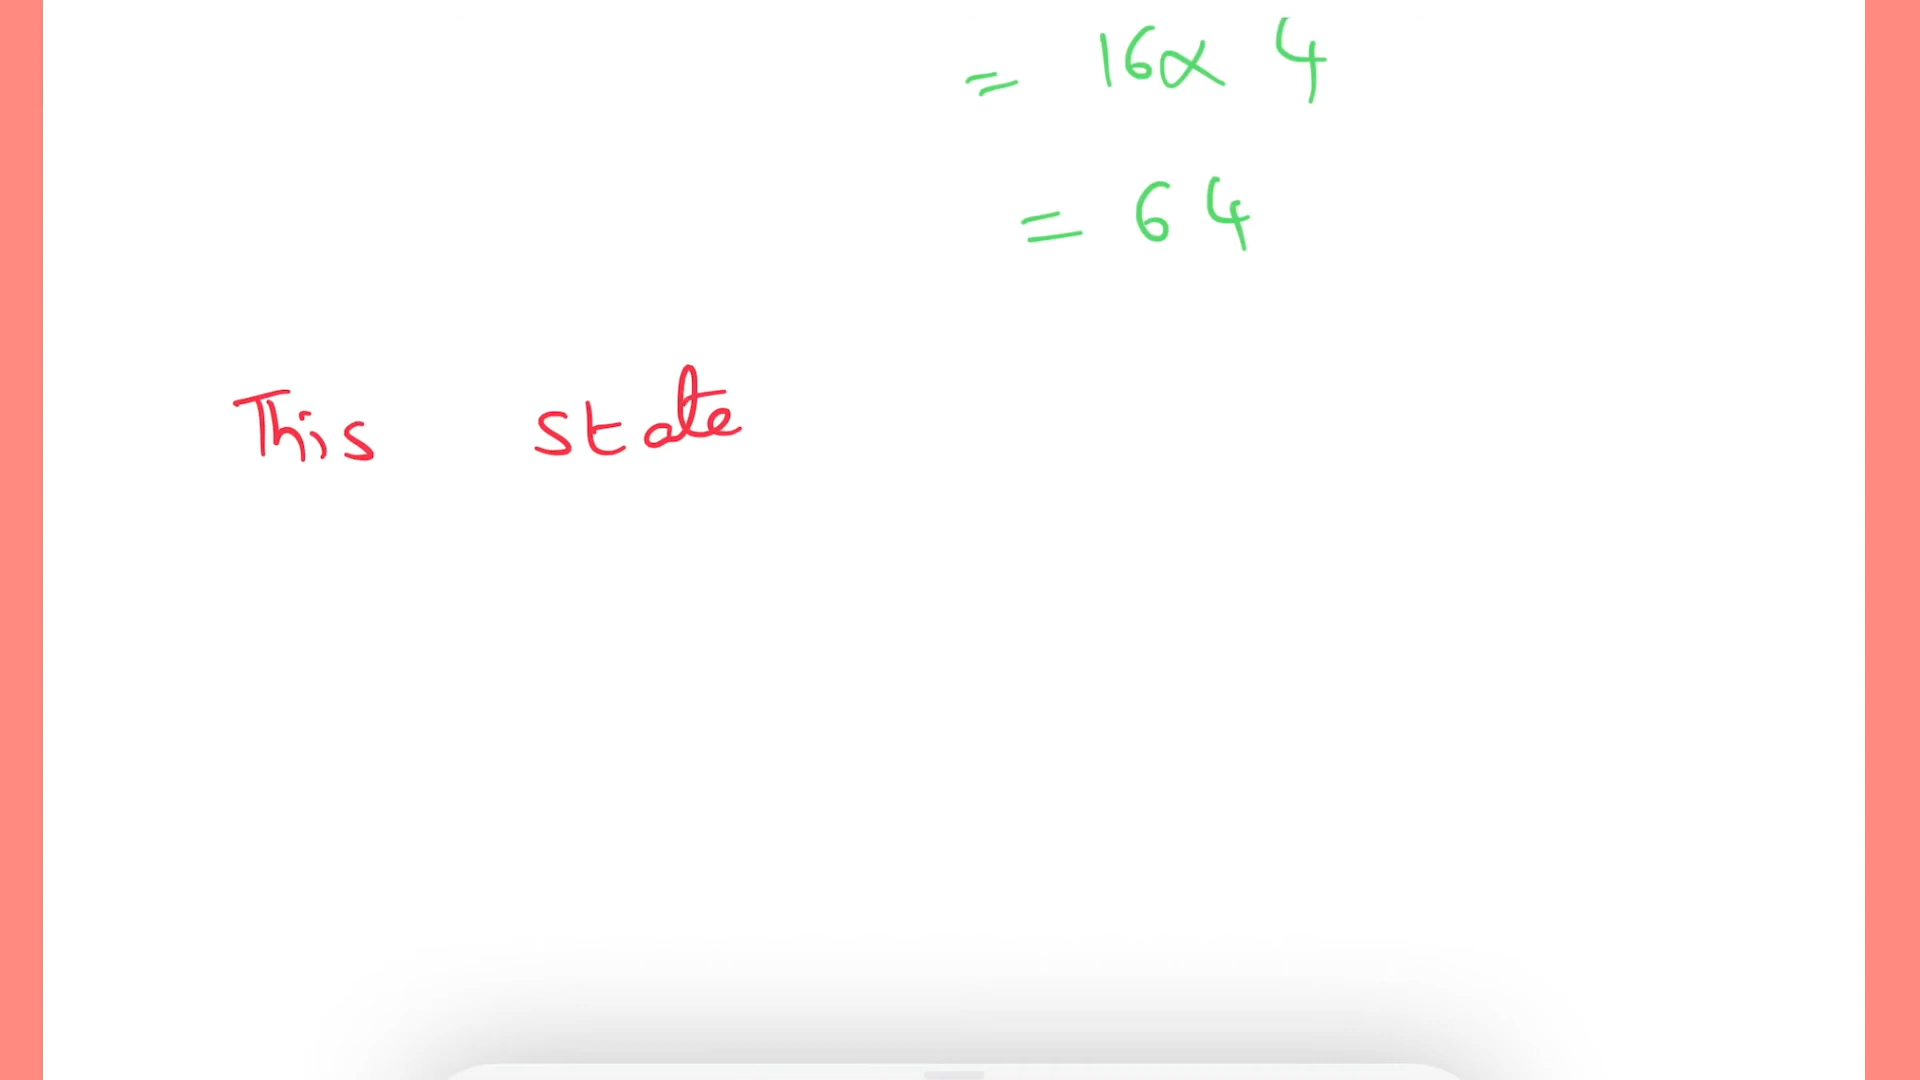 = 16x 4
= 64
This state